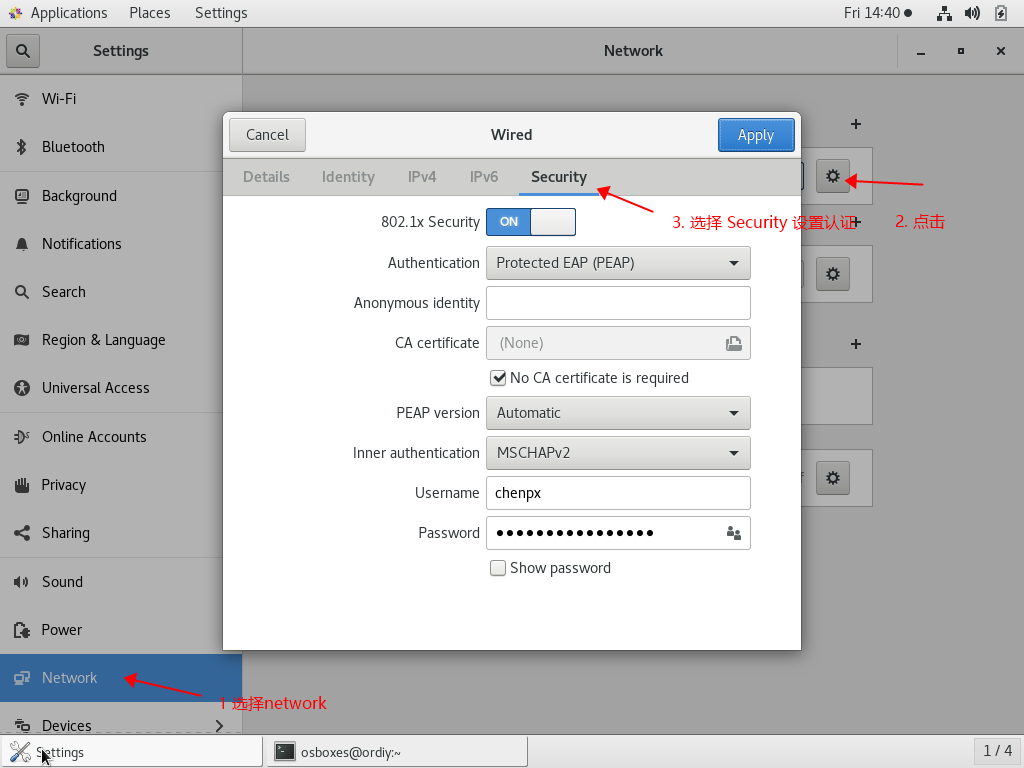 Applications Places Settings Fri 14:40
Settings Network
Wi-Fi
Bluetooth
Background
Notifications
Search
Region & Language
Universal Access
Online Accounts
Privacy
Sharing
Sound
Power
Network
Devices
Cancel Wired Apply
Details Identity IPv4 IPv6 Security
802.1x Security ON
Authentication Protected EAP (PEAP)
Anonymous identity
CA certificate (None)
No CA certificate is required
PEAP version Automatic
Inner authentication MSCHAPv2
Username chenpx
Password ●●●●●●●●●●●●●●●●
Show password
3. 选择 Security 设置认证
2. 点击
1 选择network
Settings osboxes@ordiy:~ 1 / 4